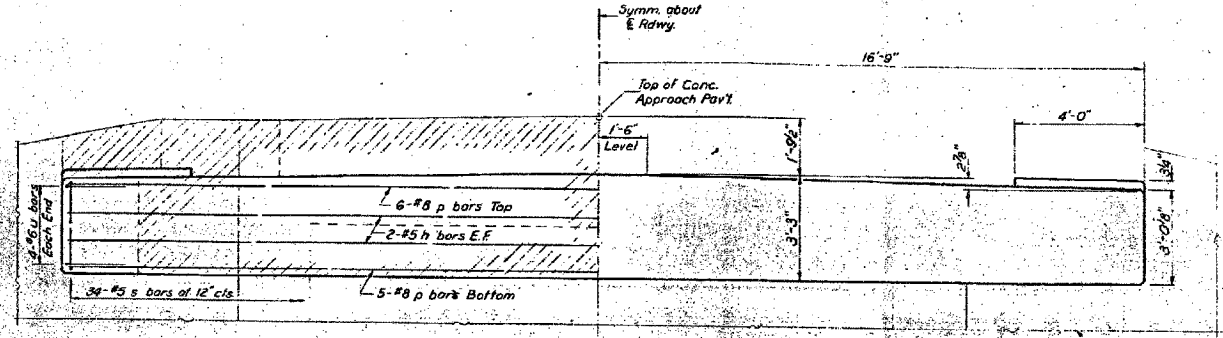 Symm. about
℄ Rdwy.
16'-9"
Top of Conc.
Approach Pav't.
4'-0"
1'-6"
Level
1'-9½"
2⅞"
3¼"
6-#8 p bars Top
2-#5 h bars E.F.
3'-3"
3'-0⅛"
4-#6 u bars
Each End
34-#5 s bars at 12" cts.
5-#8 p bars Bottom